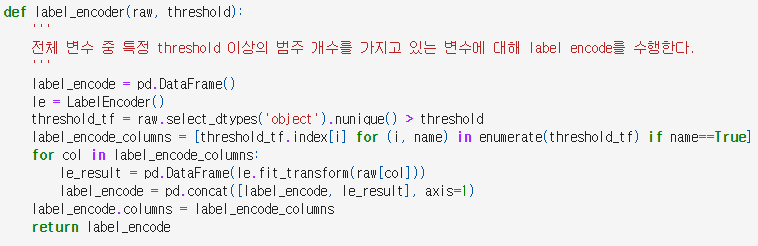 def label_encoder(raw, threshold):
    '''
    전체 변수 중 특정 threshold 이상의 범주 개수를 가지고 있는 변수에 대해 label encode를 수행한다.
    '''
    label_encode = pd.DataFrame()
    le = LabelEncoder()
    threshold_tf = raw.select_dtypes('object').nunique() > threshold
    label_encode_columns = [threshold_tf.index[i] for (i, name) in enumerate(threshold_tf) if name==True]
    for col in label_encode_columns:
        le_result = pd.DataFrame(le.fit_transform(raw[col]))
        label_encode = pd.concat([label_encode, le_result], axis=1)
    label_encode.columns = label_encode_columns
    return label_encode